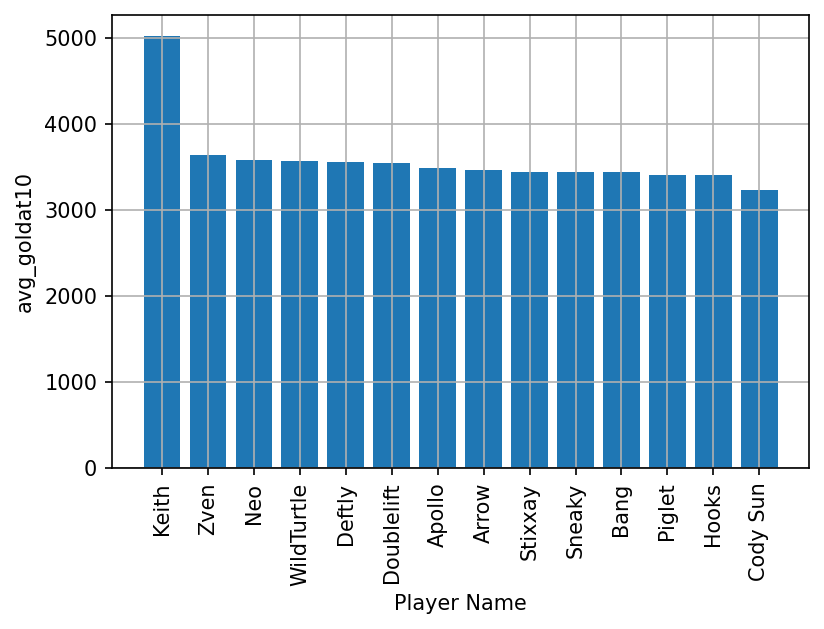 avg_goldat10
5000
4000
3000
2000
1000
0
Keith
Zven
Neo
WildTurtle
Deftly
Doublelift
Apollo
Arrow
Stixxay
Sneaky
Bang
Piglet
Hooks
Cody Sun
Player Name